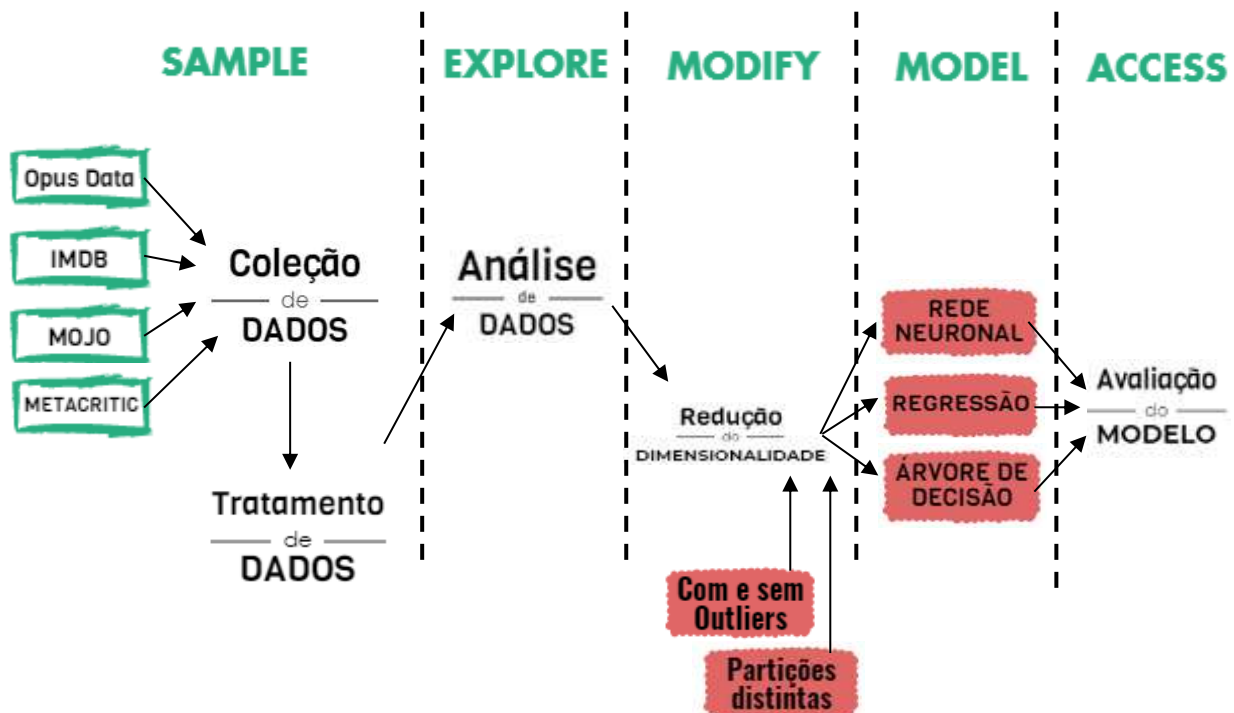 SAMPLE
EXPLORE
MODIFY
MODEL
ACCESS
Opus Data
IMDB
MOJO
METACRITIC
Coleção
de
DADOS
Tratamento
de
DADOS
Análise
de
DADOS
Redução
do
DIMENSIONALIDADE
Com e sem
Outliers
Partições
distintas
REDE
NEURONAL
REGRESSÃO
ÁRVORE DE
DECISÃO
Avaliação
do
MODELO